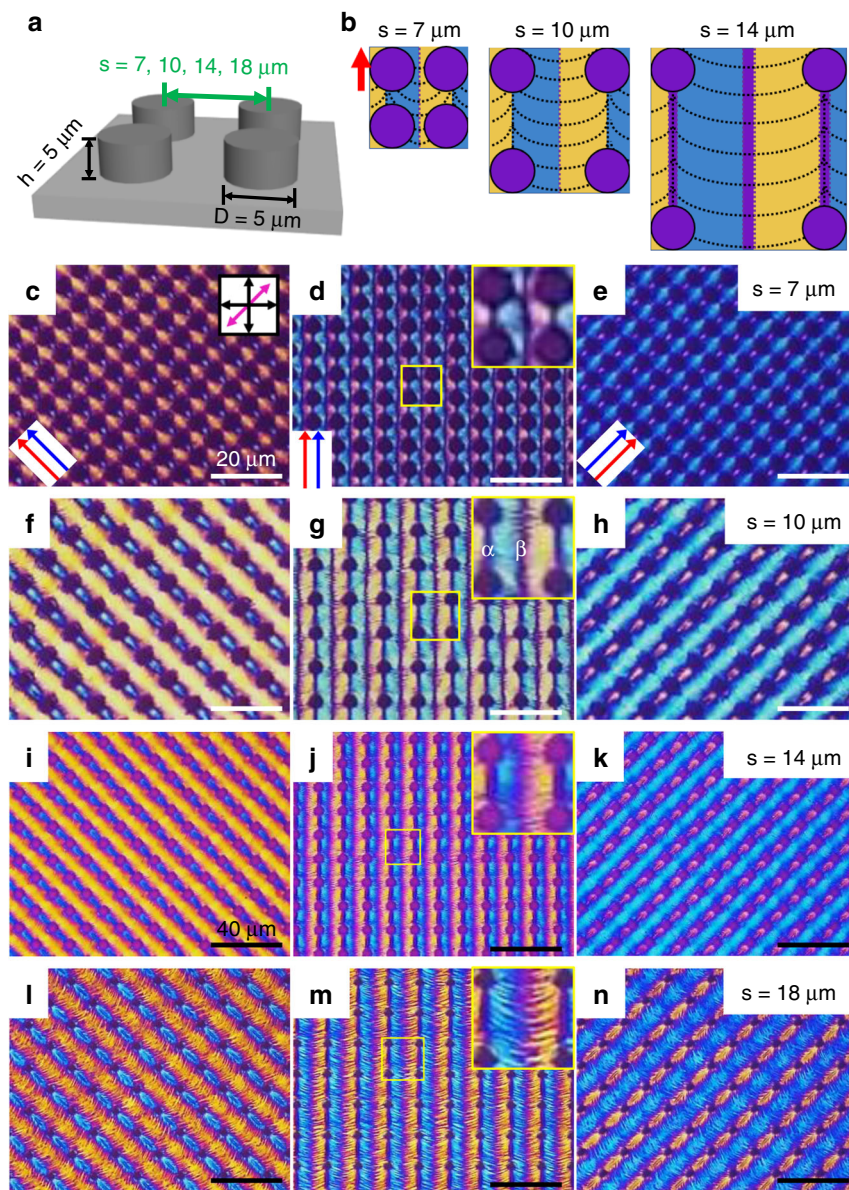 a
s = 7, 10, 14, 18 μm
h = 5 μm
D = 5 μm
b
s = 7 μm
s = 10 μm
s = 14 μm
c
20 μm
d
e
s = 7 μm
f
g
α β
h
s = 10 μm
i
40 μm
j
k
s = 14 μm
l
m
n
s = 18 μm